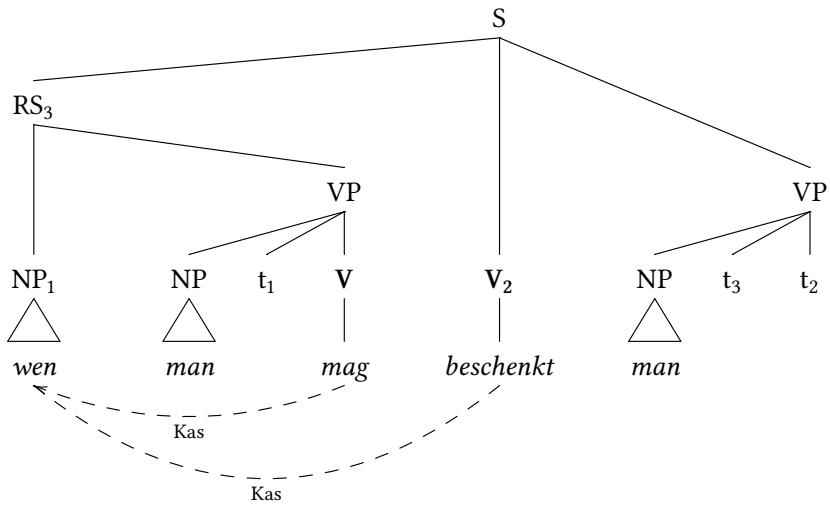 S
RS₃
VP VP
NP₁ NP t₁ V V₂ NP t₃ t₂
wen man mag beschenkt man
Kas
Kas